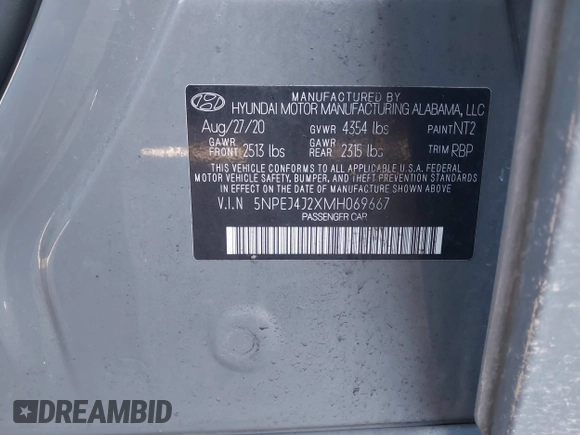 MANUFACTURED BY
HYUNDAI MOTOR MANUFACTURING ALABAMA, LLC
Aug/27/20 GVWR 4354 lbs PAINT NT2
GAWR FRONT 2513 lbs GAWR REAR 2315 lbs TRIM RBP
THIS VEHICLE CONFORMS TO ALL APPLICABLE U.S.A. FEDERAL
MOTOR VEHICLE SAFETY, BUMPER, AND THEFT PREVENTION STANDARDS
IN EFFECT ON THE DATE OF MANUFACTURE SHOWN ABOVE.
V.I.N 5NPEJ4J2XMH069667
PASSENGER CAR
DREAMBID